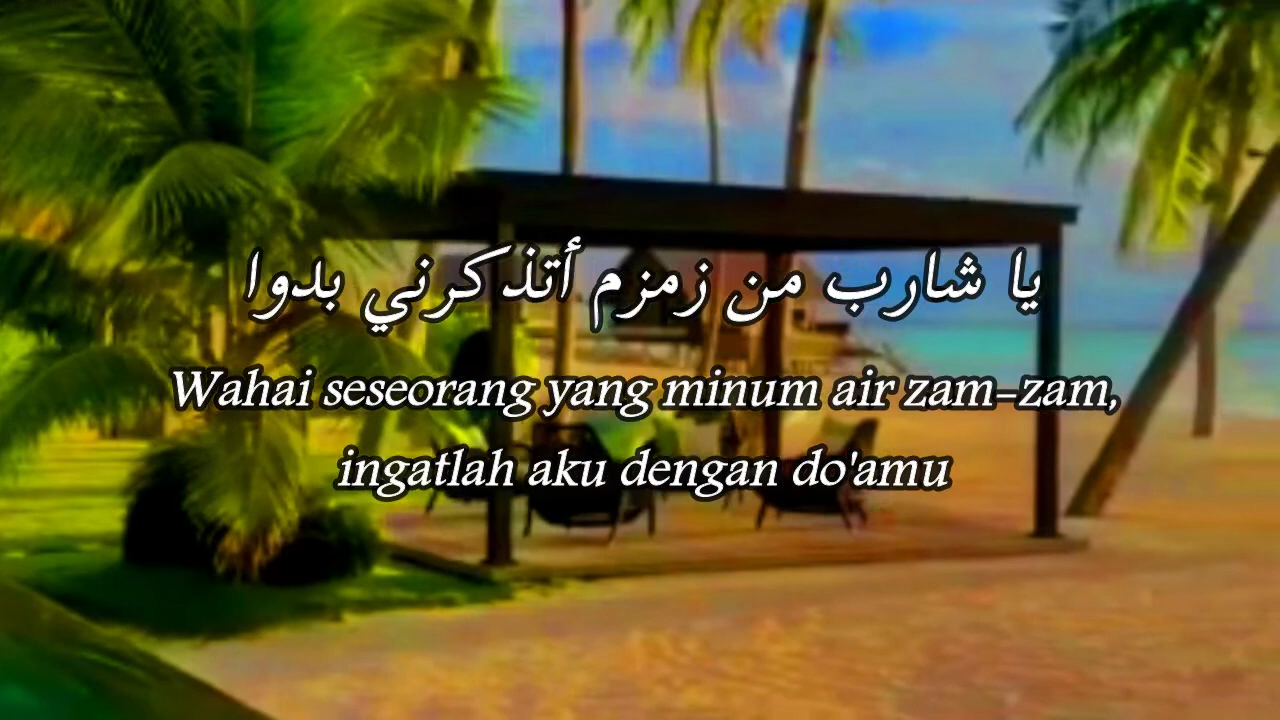 يا شارب من زمزم أتذكرني بدوا
Wahai seseorang yang minum air zam-zam,
ingatlah aku dengan do'amu